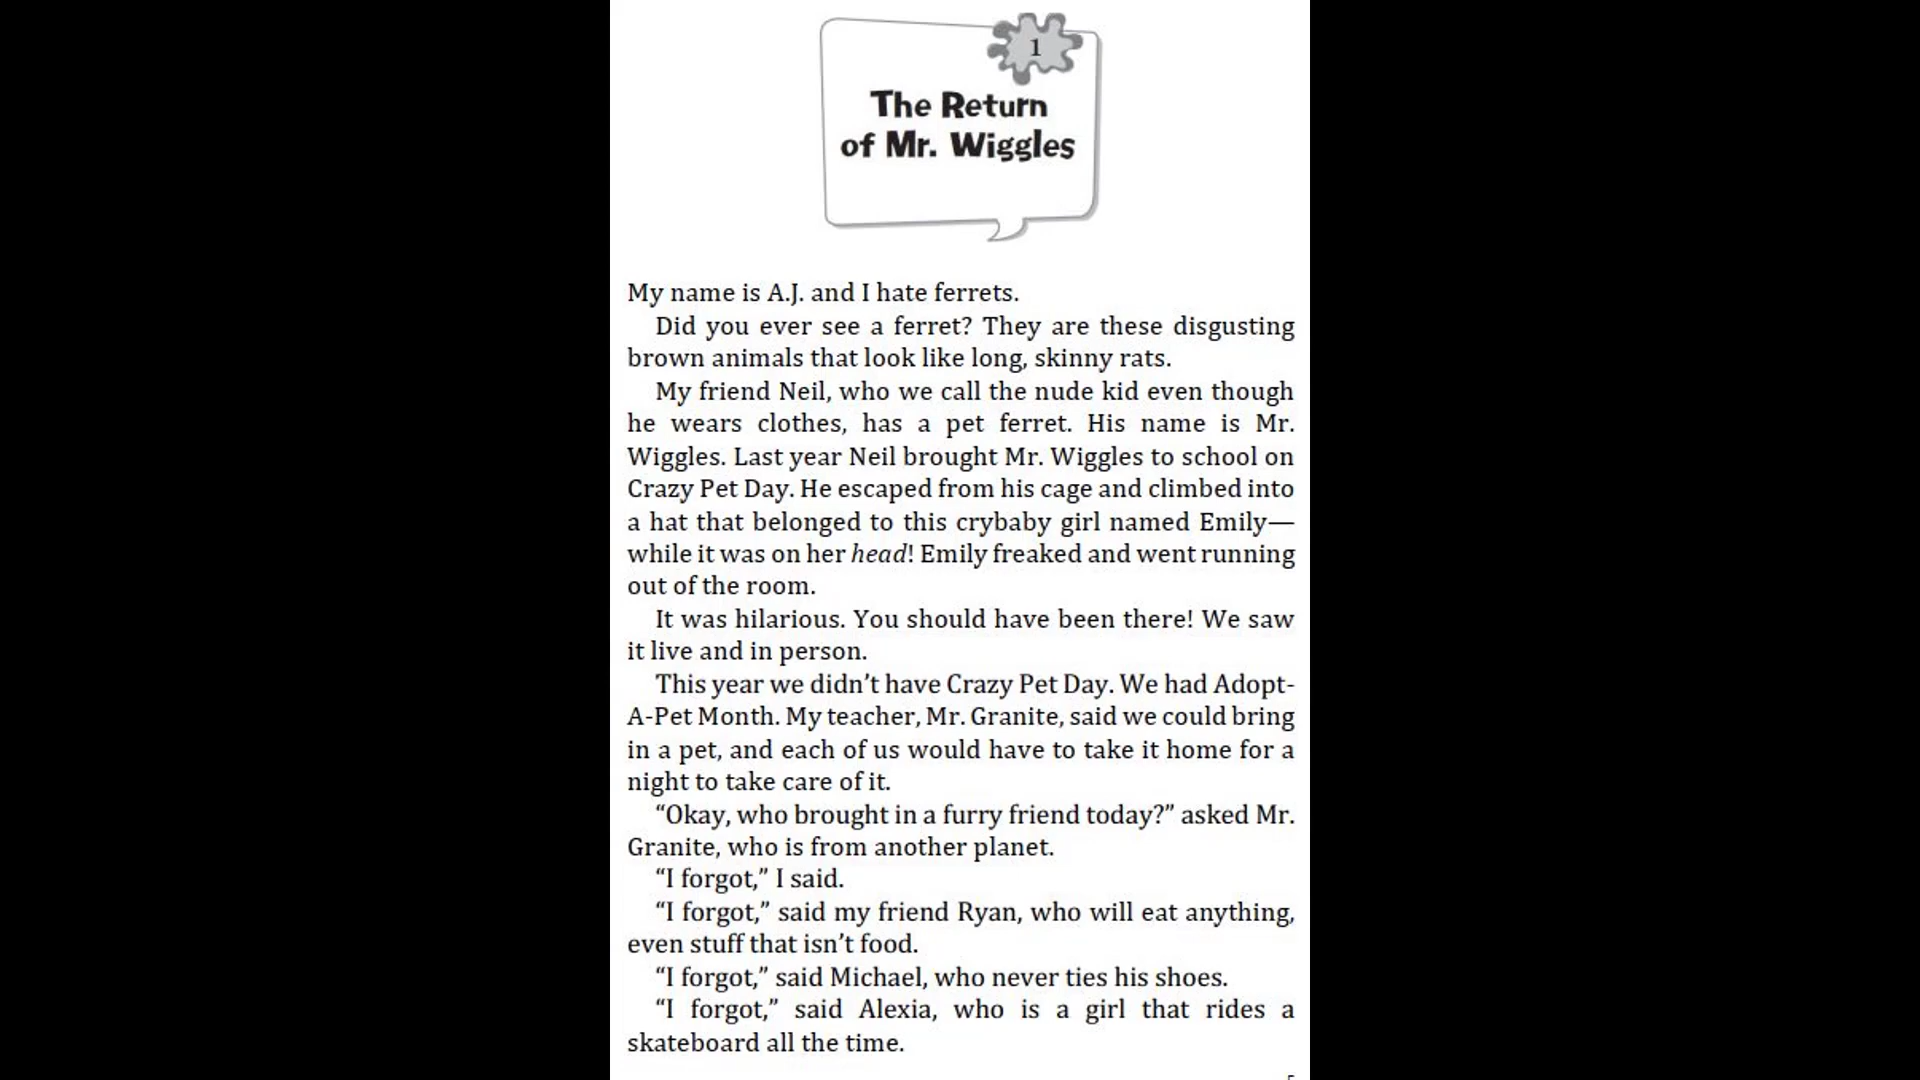 1
The Return
of Mr. Wiggles
My name is A.J. and I hate ferrets.
Did you ever see a ferret? They are these disgusting
brown animals that look like long, skinny rats.
My friend Neil, who we call the nude kid even though
he wears clothes, has a pet ferret. His name is Mr.
Wiggles. Last year Neil brought Mr. Wiggles to school on
Crazy Pet Day. He escaped from his cage and climbed into
a hat that belonged to this crybaby girl named Emily—
while it was on her head! Emily freaked and went running
out of the room.
It was hilarious. You should have been there! We saw
it live and in person.
This year we didn’t have Crazy Pet Day. We had Adopt-
A-Pet Month. My teacher, Mr. Granite, said we could bring
in a pet, and each of us would have to take it home for a
night to take care of it.
“Okay, who brought in a furry friend today?” asked Mr.
Granite, who is from another planet.
“I forgot,” I said.
“I forgot,” said my friend Ryan, who will eat anything,
even stuff that isn’t food.
“I forgot,” said Michael, who never ties his shoes.
“I forgot,” said Alexia, who is a girl that rides a
skateboard all the time.